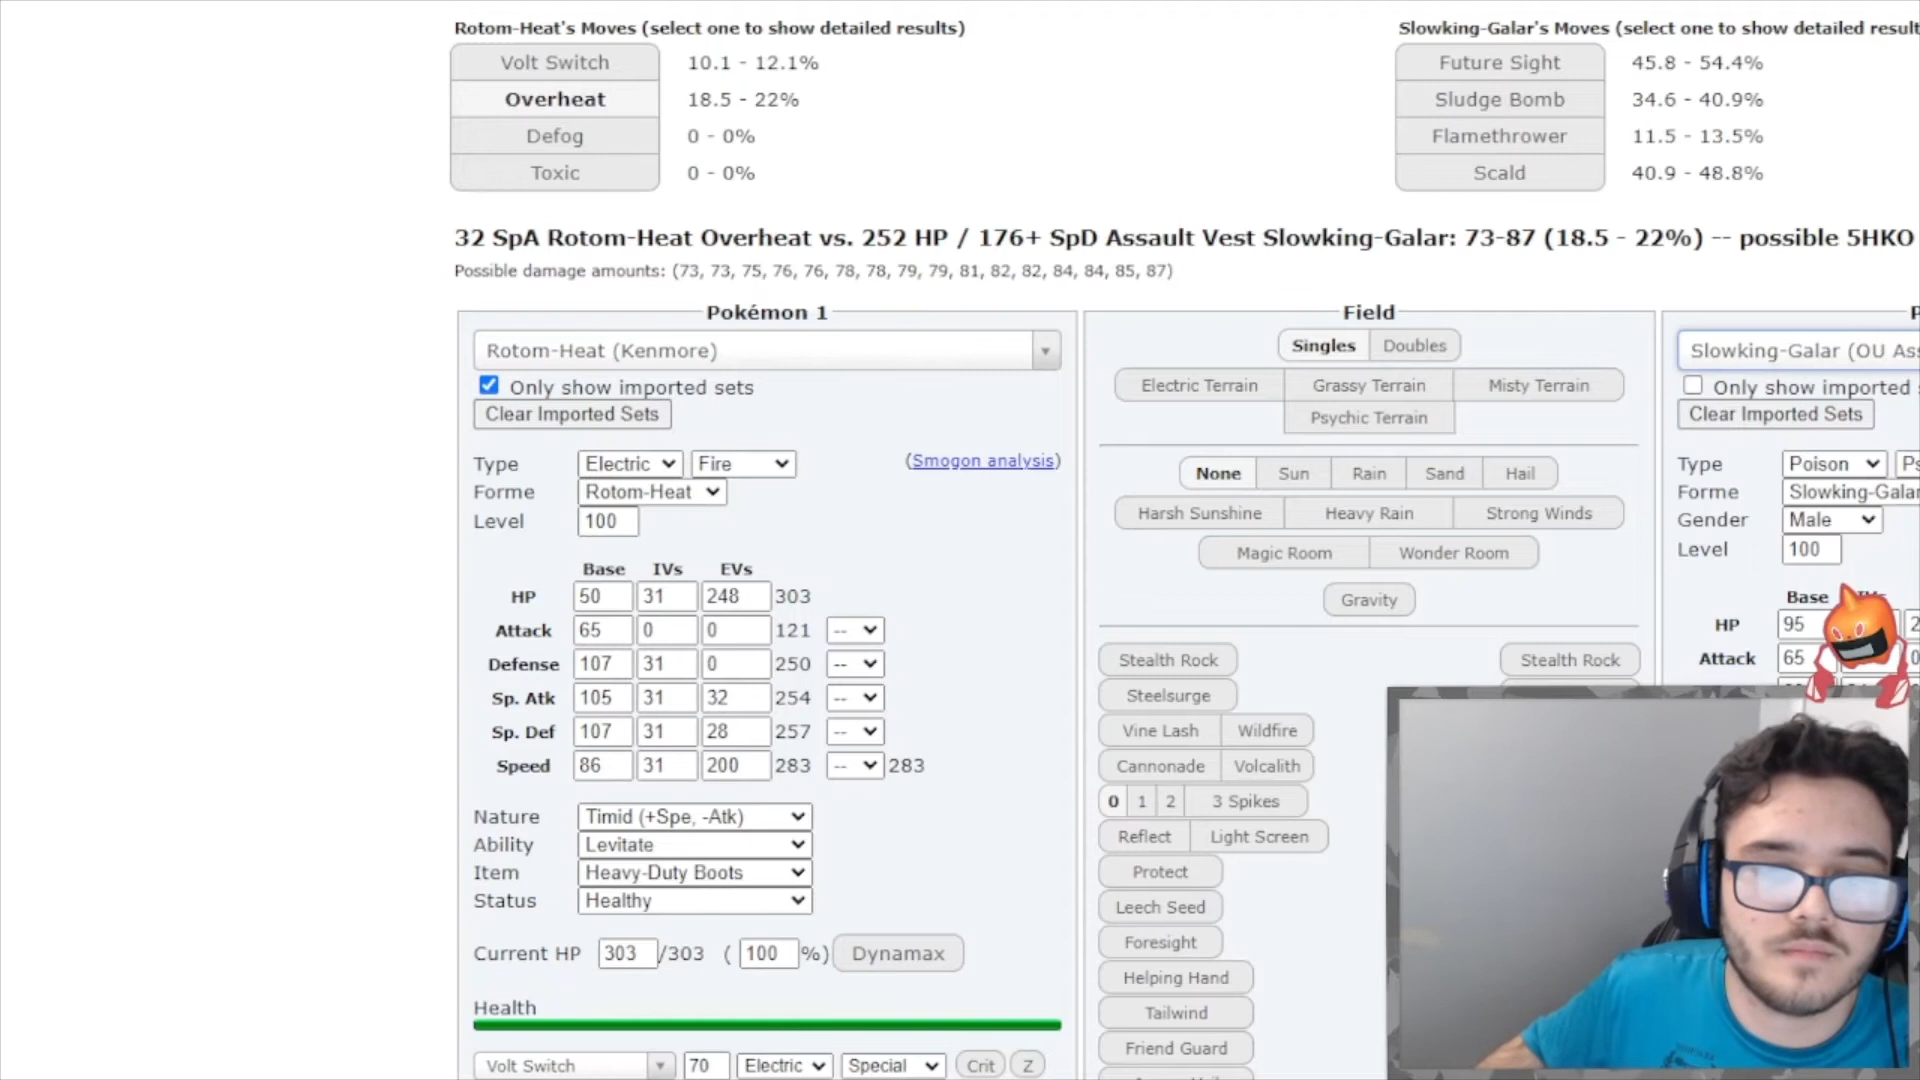 Rotom-Heat's Moves (select one to show detailed results)
Slowking-Galar's Moves (select one to show detailed result
Volt Switch 10.1 - 12.1%
Future Sight 45.8 - 54.4%
Overheat 18.5 - 22%
Sludge Bomb 34.6 - 40.9%
Defog 0 - 0%
Flamethrower 11.5 - 13.5%
Toxic 0 - 0%
Scald 40.9 - 48.8%
32 SpA Rotom-Heat Overheat vs. 252 HP / 176+ SpD Assault Vest Slowking-Galar: 73-87 (18.5 - 22%) -- possible 5HKO
Possible damage amounts: (73, 73, 75, 76, 76, 78, 78, 79, 79, 81, 82, 82, 84, 84, 85, 87)
Pokémon 1
Rotom-Heat (Kenmore)
Only show imported sets
Clear Imported Sets
Type Electric Fire (Smogon analysis)
Forme Rotom-Heat
Level 100
Base IVs EVs
HP 50 31 248 303
Attack 65 0 0 121 --
Defense 107 31 0 250 --
Sp. Atk 105 31 32 254 --
Sp. Def 107 31 28 257 --
Speed 86 31 200 283 -- 283
Nature Timid (+Spe, -Atk)
Ability Levitate
Item Heavy-Duty Boots
Status Healthy
Current HP 303 /303 ( 100 %) Dynamax
Health
Volt Switch 70 Electric Special Crit Z
Field
Singles Doubles
Electric Terrain Grassy Terrain Misty Terrain
Psychic Terrain
None Sun Rain Sand Hail
Harsh Sunshine Heavy Rain Strong Winds
Magic Room Wonder Room
Gravity
Stealth Rock Stealth Rock
Steelsurge
Vine Lash Wildfire
Cannonade Volcalith
0 1 2 3 Spikes
Reflect Light Screen
Protect
Leech Seed
Foresight
Helping Hand
Tailwind
Friend Guard
Slowking-Galar (OU Ass
Only show imported s
Clear Imported Sets
Type Poison Ps
Forme Slowking-Galar
Gender Male
Level 100
Base
HP 95 2
Attack 65 0